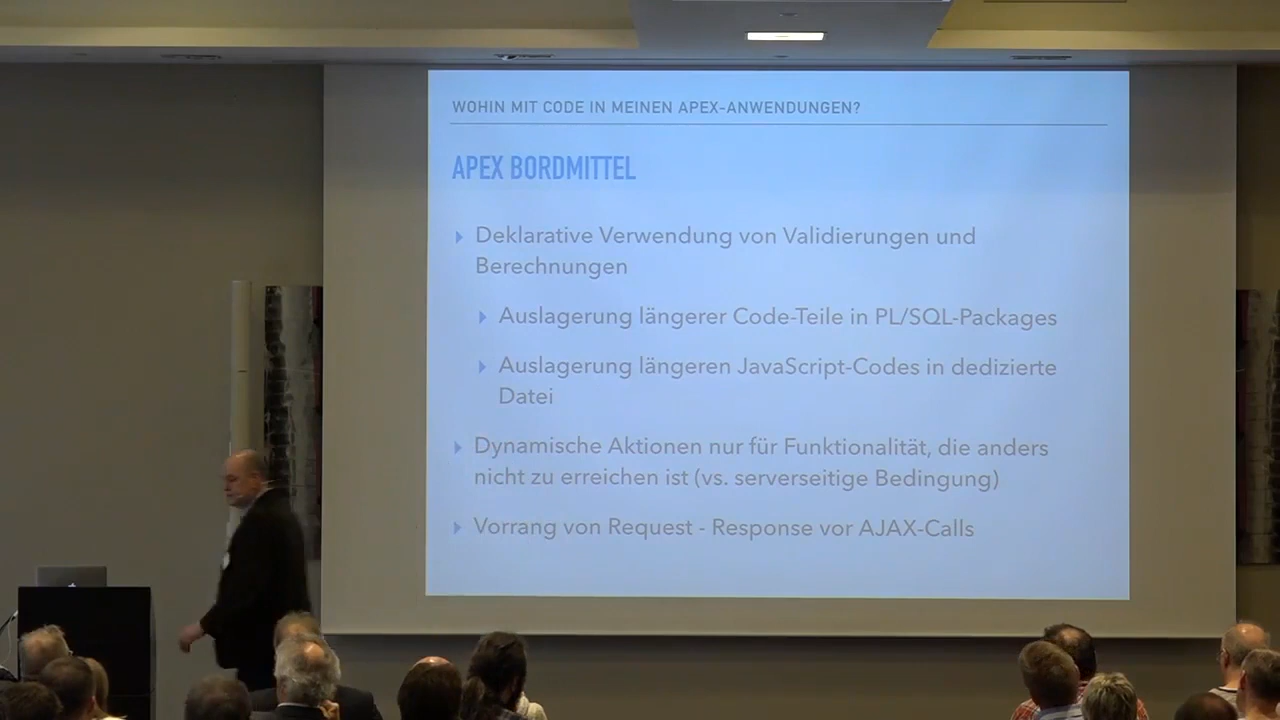 WOHIN MIT CODE IN MEINEN APEX-ANWENDUNGEN?
APEX BORDMITTEL
Deklarative Verwendung von Validierungen und
Berechnungen
Auslagerung längerer Code-Teile in PL/SQL-Packages
Auslagerung längeren JavaScript-Codes in dedizierte
Datei
Dynamische Aktionen nur für Funktionalität, die anders
nicht zu erreichen ist (vs. serverseitige Bedingung)
Vorrang von Request - Response vor AJAX-Calls